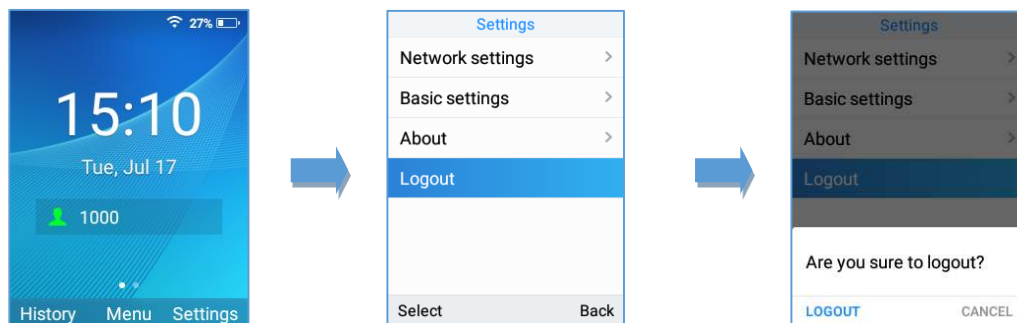 27%
15:10
Tue, Jul 17
1000
History Menu Settings
Settings
Network settings
Basic settings
About
Logout
Select Back
Settings
Network settings
Basic settings
About
Logout
Are you sure to logout?
LOGOUT CANCEL